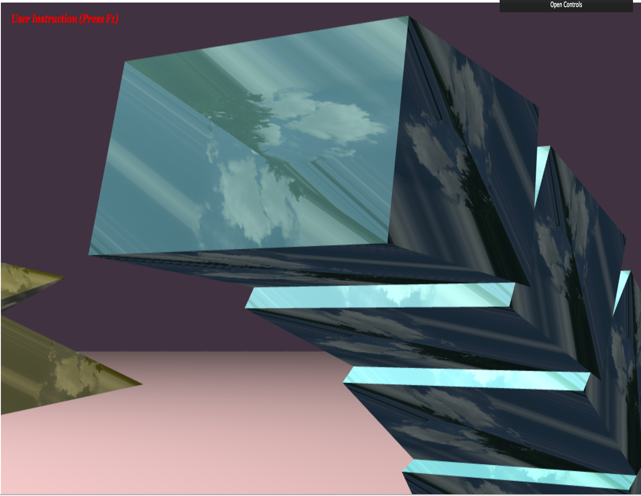 User Instruction (Press F1)
Open Controls